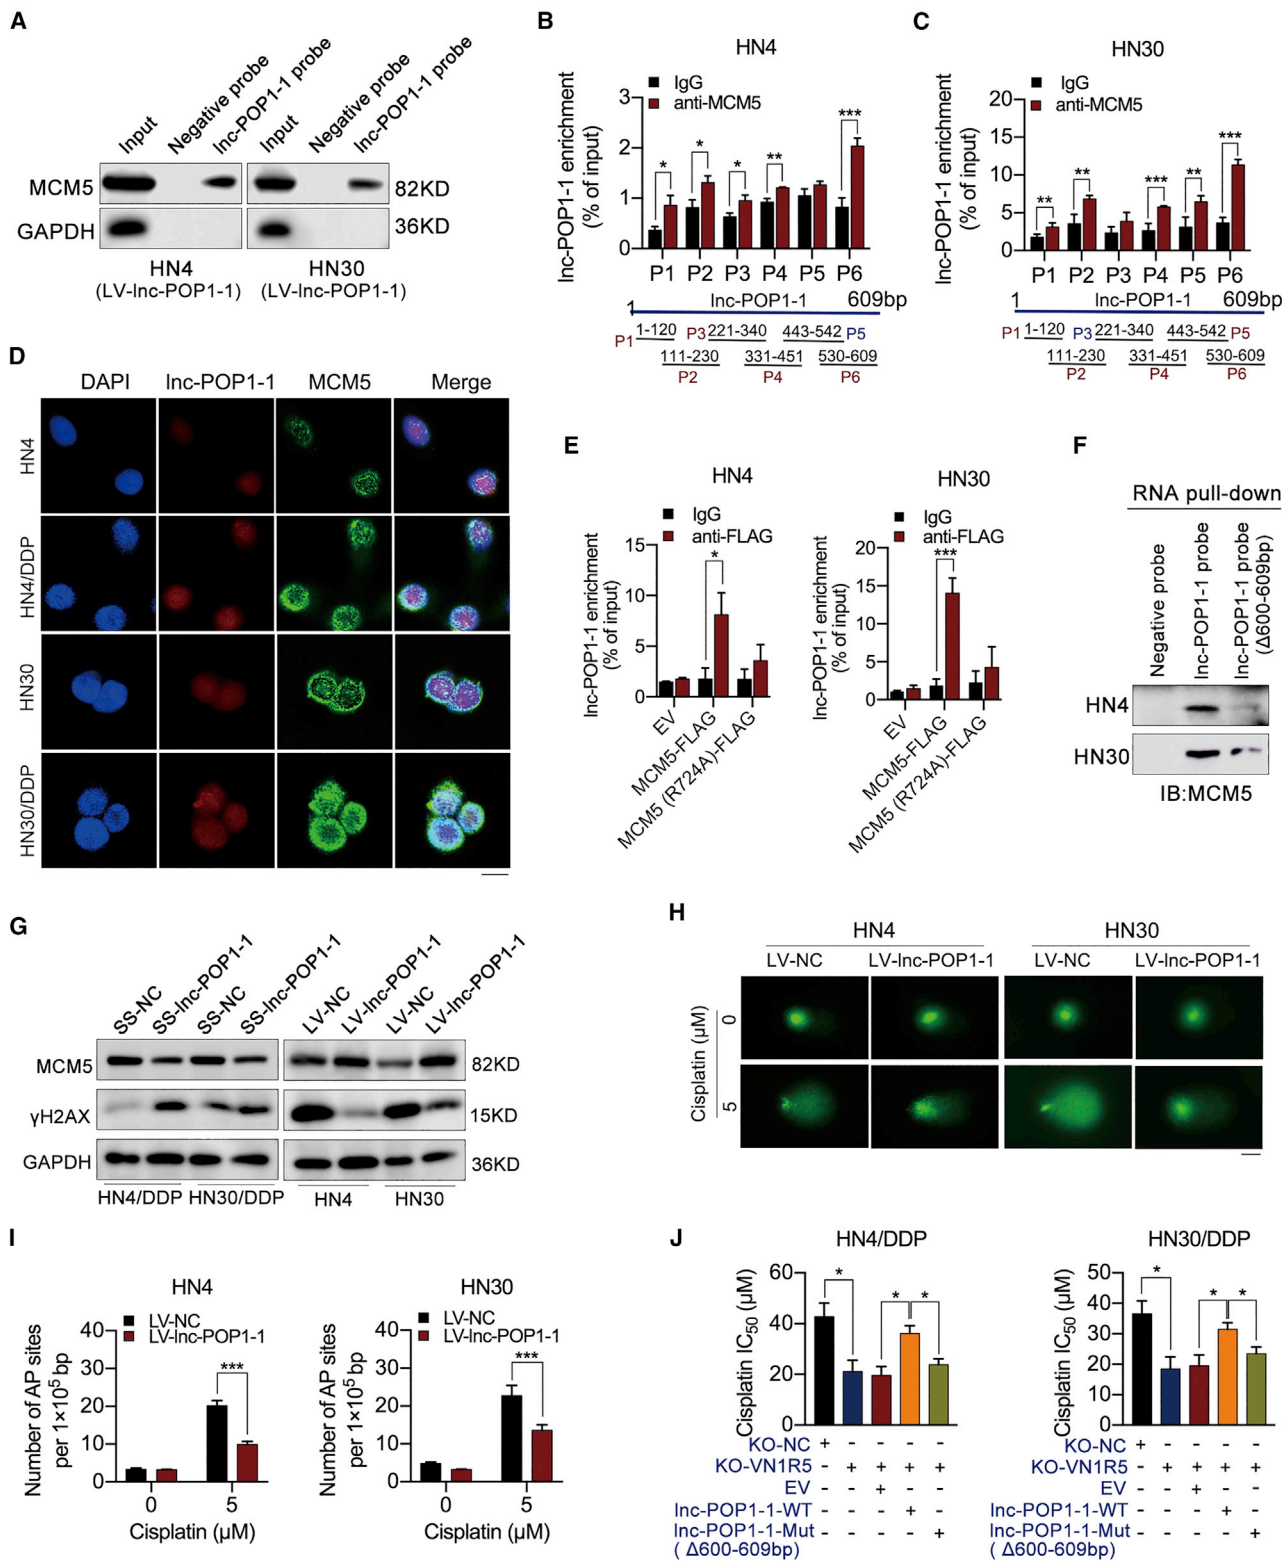 A
Input
Negative probe
lnc-POP1-1 probe
Input
Negative probe
lnc-POP1-1 probe
MCM5
82KD
GAPDH
36KD
HN4
(LV-lnc-POP1-1)
HN30
(LV-lnc-POP1-1)
B
HN4
IgG
anti-MCM5
lnc-POP1-1 enrichment
(% of input)
3
2
1
0
*
*
*
**
***
P1 P2 P3 P4 P5 P6
1 lnc-POP1-1 609bp
P1 1-120 P3 221-340 443-542 P5
111-230 331-451 530-609
P2 P4 P6
C
HN30
IgG
anti-MCM5
lnc-POP1-1 enrichment
(% of input)
20
15
10
5
0
**
**
***
**
***
P1 P2 P3 P4 P5 P6
1 lnc-POP1-1 609bp
P1 1-120 P3 221-340 443-542 P5
111-230 331-451 530-609
P2 P4 P6
D
DAPI lnc-POP1-1 MCM5 Merge
HN4
HN4/DDP
HN30
HN30/DDP
E
HN4
IgG
anti-FLAG
lnc-POP1-1 enrichment
(% of input)
15
10
5
0
*
EV
MCM5-FLAG
MCM5 (R724A)-FLAG
HN30
IgG
anti-FLAG
lnc-POP1-1 enrichment
(% of input)
20
15
10
5
0
***
EV
MCM5-FLAG
MCM5 (R724A)-FLAG
F
RNA pull-down
Negative probe
lnc-POP1-1 probe
lnc-POP1-1 probe
(Δ600-609bp)
HN4
HN30
IB:MCM5
G
SS-NC
SS-lnc-POP1-1
SS-NC
SS-lnc-POP1-1
LV-NC
LV-lnc-POP1-1
LV-NC
LV-lnc-POP1-1
MCM5
82KD
γH2AX
15KD
GAPDH
36KD
HN4/DDP HN30/DDP HN4 HN30
H
HN4 HN30
LV-NC LV-lnc-POP1-1 LV-NC LV-lnc-POP1-1
Cisplatin (μM)
0
5
I
HN4
LV-NC
LV-lnc-POP1-1
Number of AP sites
per 1×10⁵ bp
40
30
20
10
0
***
0 5
Cisplatin (μM)
HN30
LV-NC
LV-lnc-POP1-1
Number of AP sites
per 1×10⁵ bp
40
30
20
10
0
***
0 5
Cisplatin (μM)
J
HN4/DDP
Cisplatin IC₅₀ (μM)
60
40
20
0
*
* *
KO-NC + - - - -
KO-VN1R5 - + + + +
EV - - + - -
lnc-POP1-1-WT - - - + -
lnc-POP1-1-Mut - - - - +
( Δ600-609bp)
HN30/DDP
Cisplatin IC₅₀ (μM)
50
40
30
20
10
0
*
* *
KO-NC + - - - -
KO-VN1R5 - + + + +
EV - - + - -
lnc-POP1-1-WT - - - + -
lnc-POP1-1-Mut - - - - +
( Δ600-609bp)